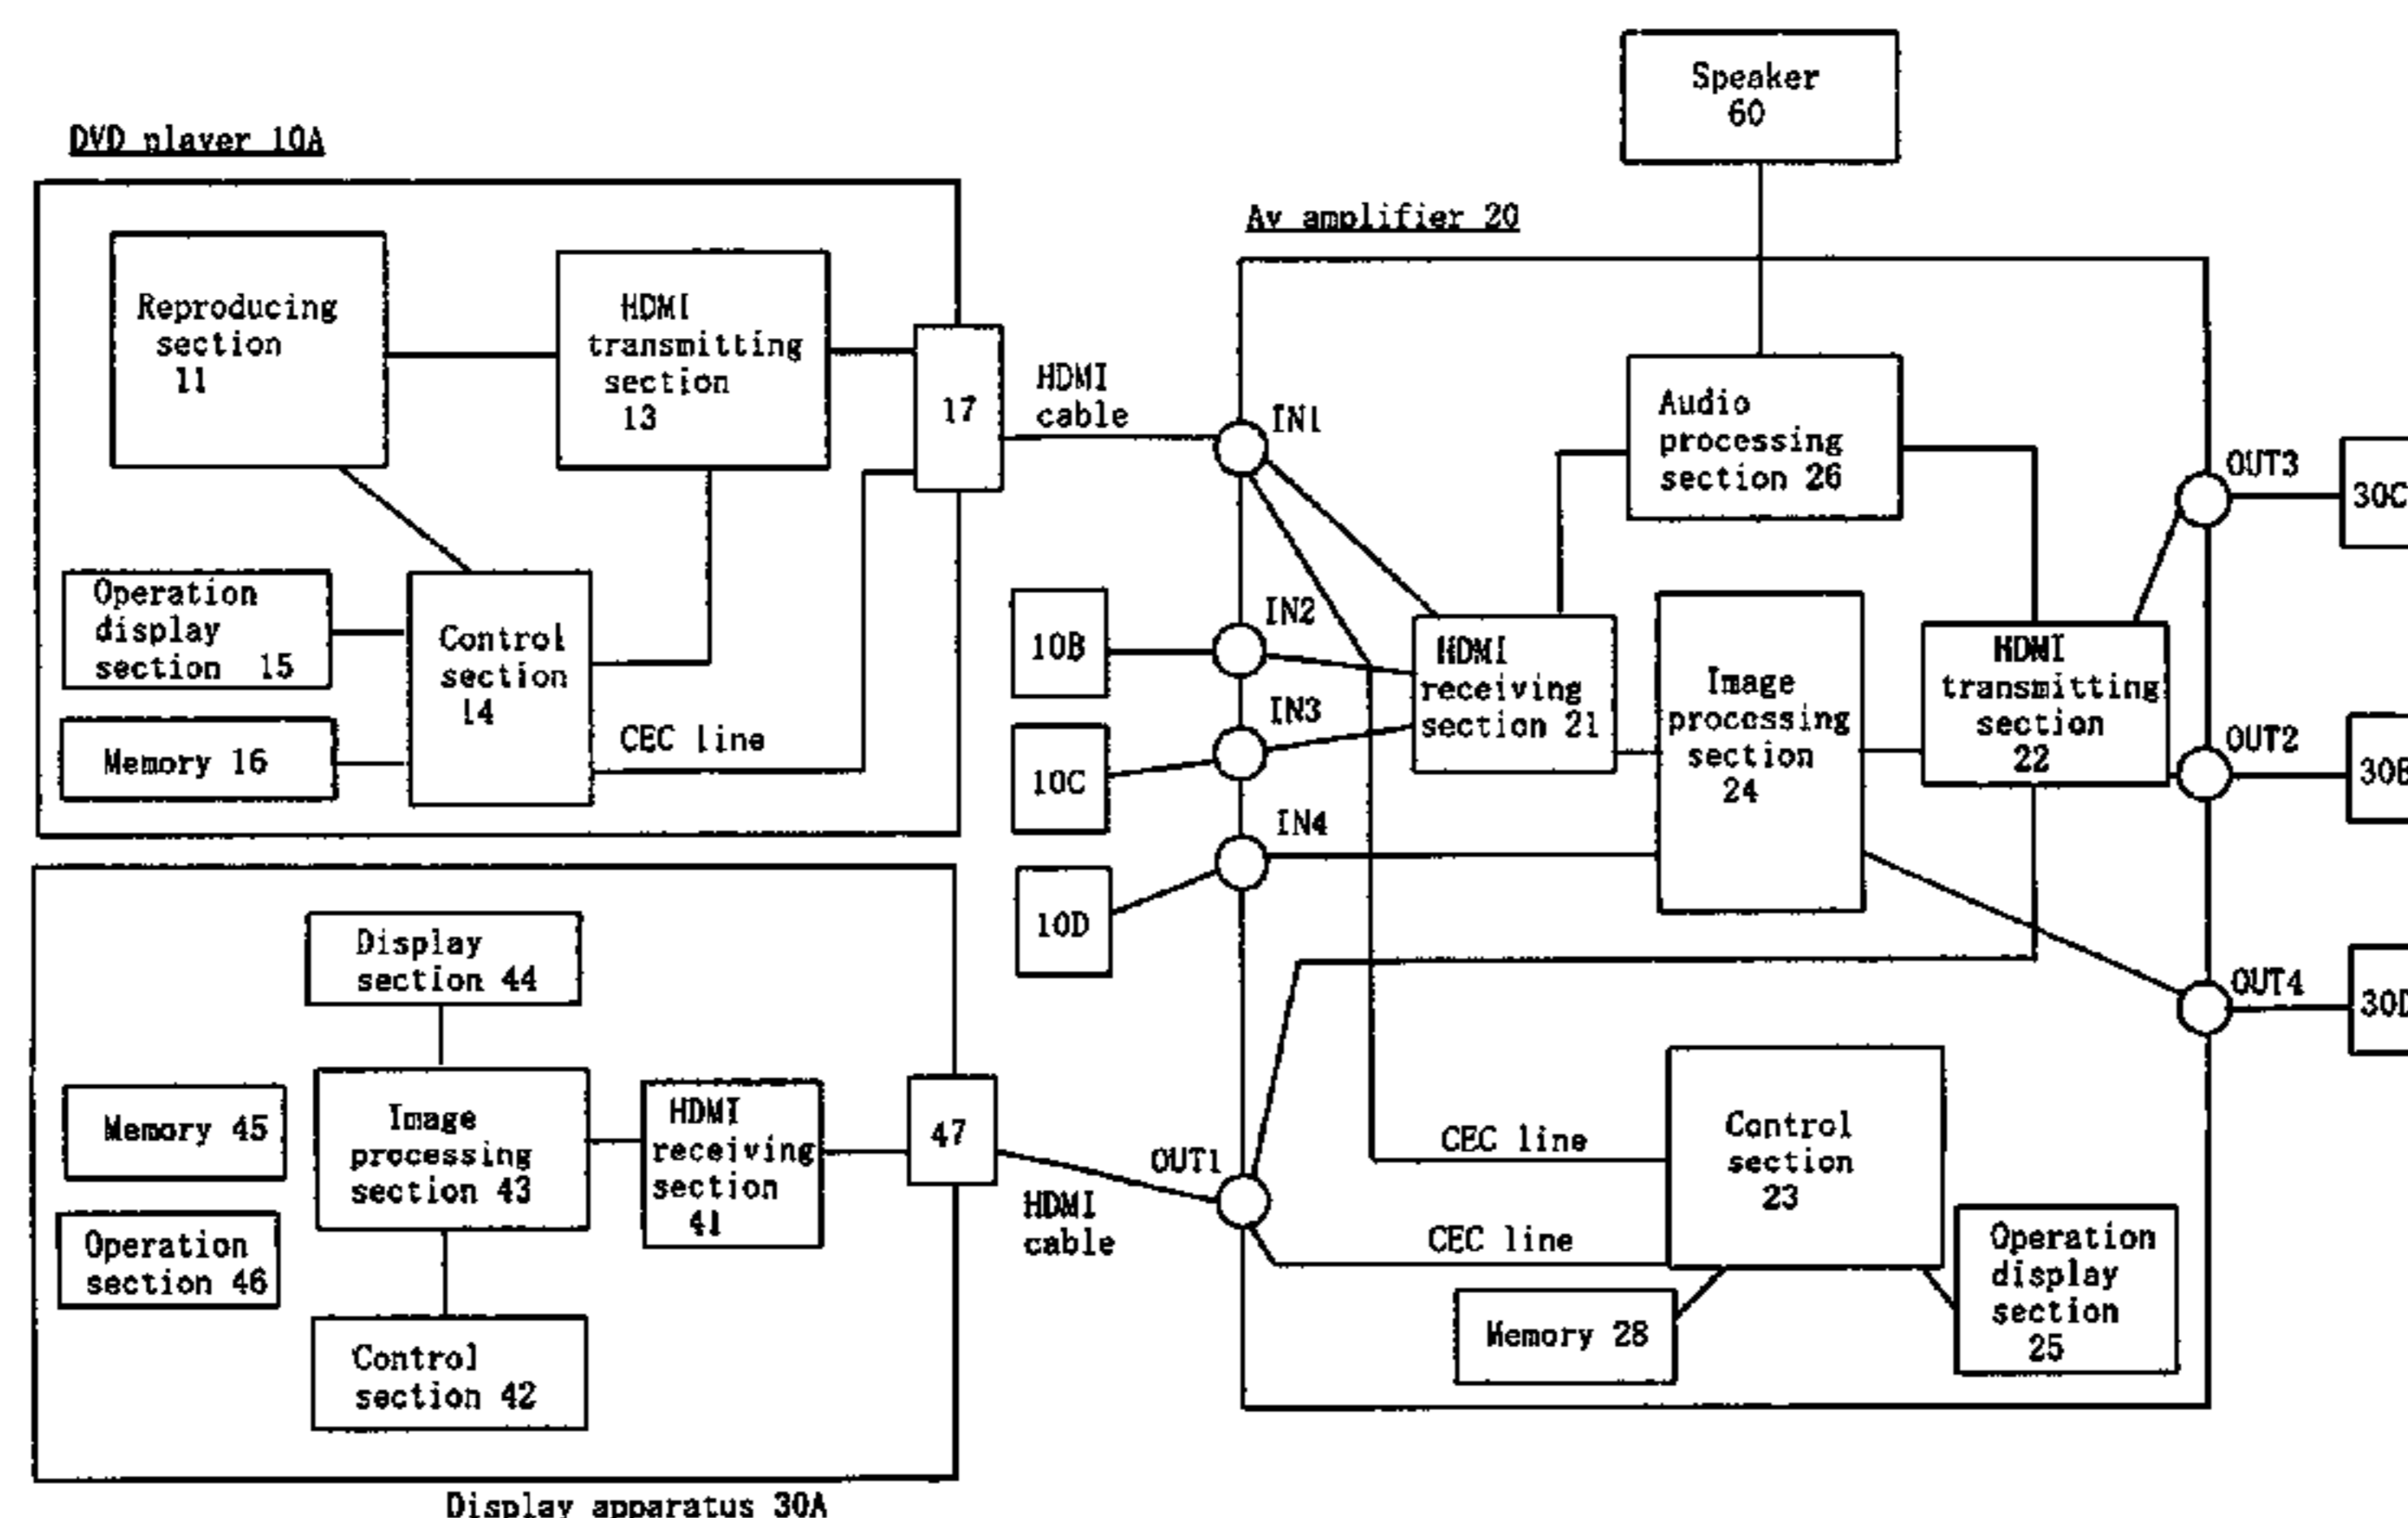 DVD player 10A
Reproducing
section
11
HDMI
transmitting
section
13
17
Operation
display
section 15
Control
section
14
Memory 16
CEC line
HDMI
cable
Speaker
60
Av amplifier 20
IN1
Audio
processing
section 26
OUT3
30C
10B
IN2
HDMI
receiving
section 21
Image
processing
section
24
HDMI
transmitting
section
22
IN3
10C
OUT2
30B
IN4
10D
OUT4
30D
Display
section 44
Memory 45
Image
processing
section 43
HDMI
receiving
section
41
47
OUT1
HDMI
cable
Operation
section 46
Control
section 42
CEC line
Control
section
23
CEC line
Memory 28
Operation
display
section
25
Display apparatus 30A